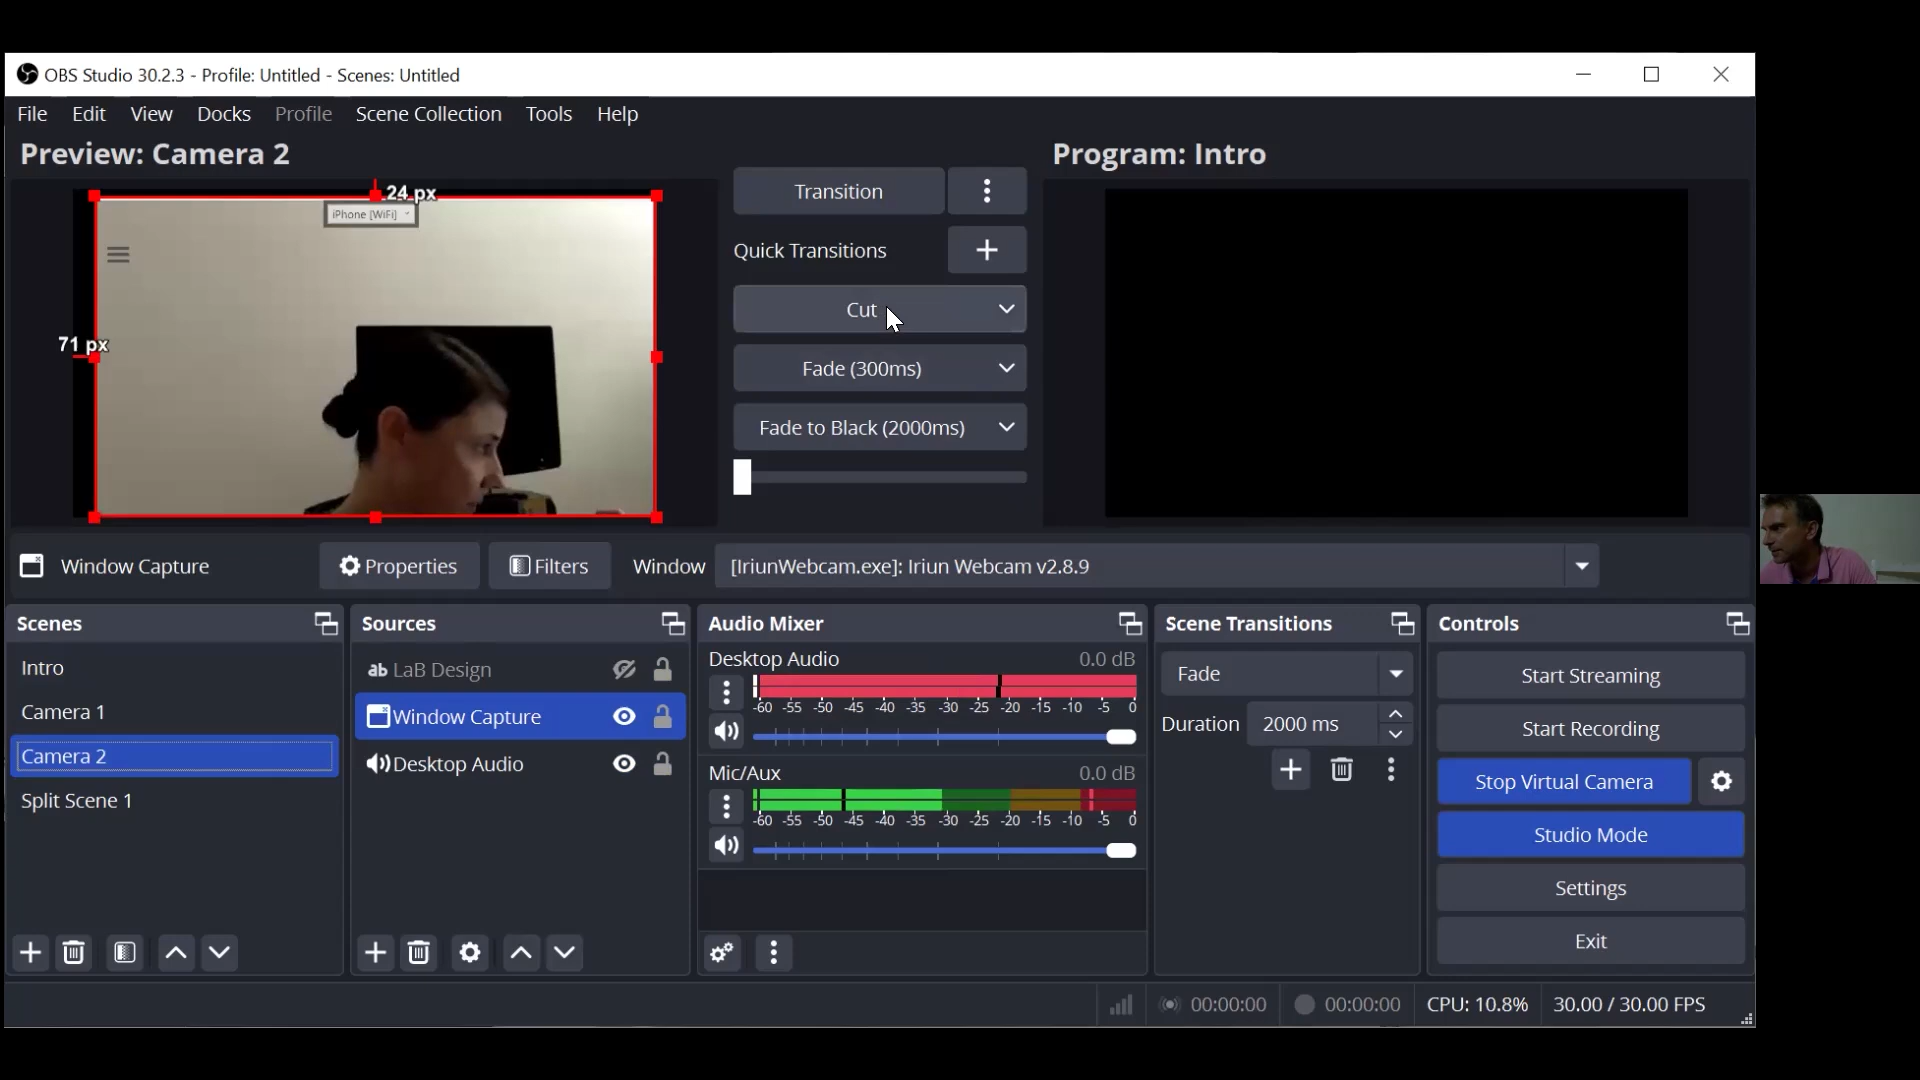 OBS Studio 30.2.3 - Profile: Untitled - Scenes: Untitled
File Edit View Docks Profile Scene Collection Tools Help
Preview: Camera 2
Program: Intro
24 px
iPhone [WiFi]
71 px
Transition
Quick Transitions
Cut
Fade (300ms)
Fade to Black (2000ms)
Window Capture
Properties
Filters
Window
[IriunWebcam.exe]: Iriun Webcam v2.8.9
Scenes
Intro
Camera 1
Camera 2
Split Scene 1
Sources
ab LaB Design
Window Capture
Desktop Audio
Audio Mixer
Desktop Audio 0.0 dB
-60 -55 -50 -45 -40 -35 -30 -25 -20 -15 -10 -5 0
Mic/Aux 0.0 dB
-60 -55 -50 -45 -40 -35 -30 -25 -20 -15 -10 -5 0
Scene Transitions
Fade
Duration 2000 ms
Controls
Start Streaming
Start Recording
Stop Virtual Camera
Studio Mode
Settings
Exit
00:00:00
00:00:00
CPU: 10.8%
30.00 / 30.00 FPS